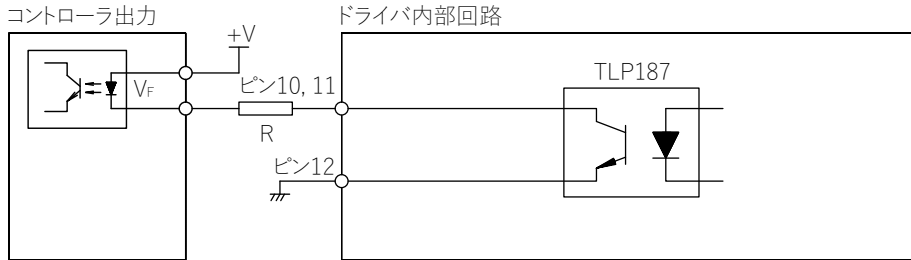 コントローラ出力
ドライバ内部回路
+V
TLP187
VF
ピン10, 11
R
ピン12